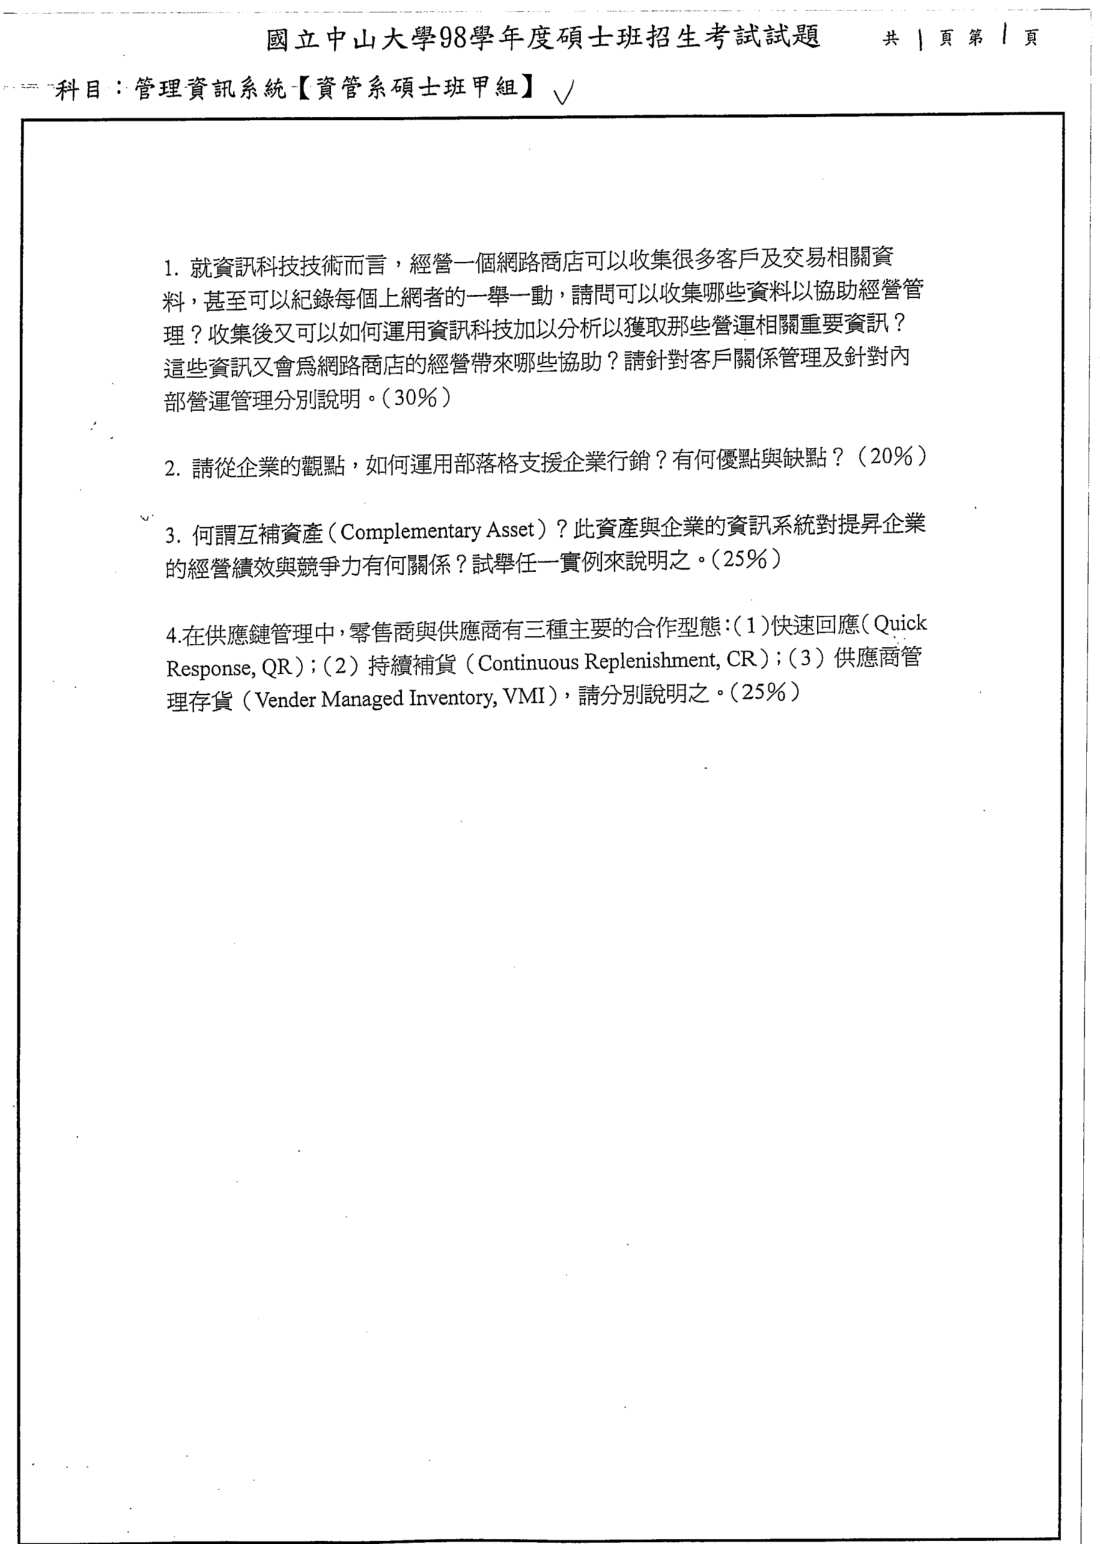 國立中山大學98學年度碩士班招生考試試題 共 1 頁 第 1 頁
科目：管理資訊系統【資管系碩士班甲組】
1. 就資訊科技技術而言，經營一個網路商店可以收集很多客戶及交易相關資
料，甚至可以紀錄每個上網者的一舉一動，請問可以收集哪些資料以協助經營管
理？收集後又可以如何運用資訊科技加以分析以獲取那些營運相關重要資訊？
這些資訊又會為網路商店的經營帶來哪些協助？請針對客戶關係管理及針對內
部營運管理分別說明。（30%）
2. 請從企業的觀點，如何運用部落格支援企業行銷？有何優點與缺點？（20%）
3. 何謂互補資產（Complementary Asset）？此資產與企業的資訊系統對提昇企業
的經營績效與競爭力有何關係？試舉任一實例來說明之。（25%）
4.在供應鏈管理中，零售商與供應商有三種主要的合作型態：（1）快速回應（Quick
Response, QR）；（2）持續補貨（Continuous Replenishment, CR）；（3）供應商管
理存貨（Vender Managed Inventory, VMI），請分別說明之。（25%）